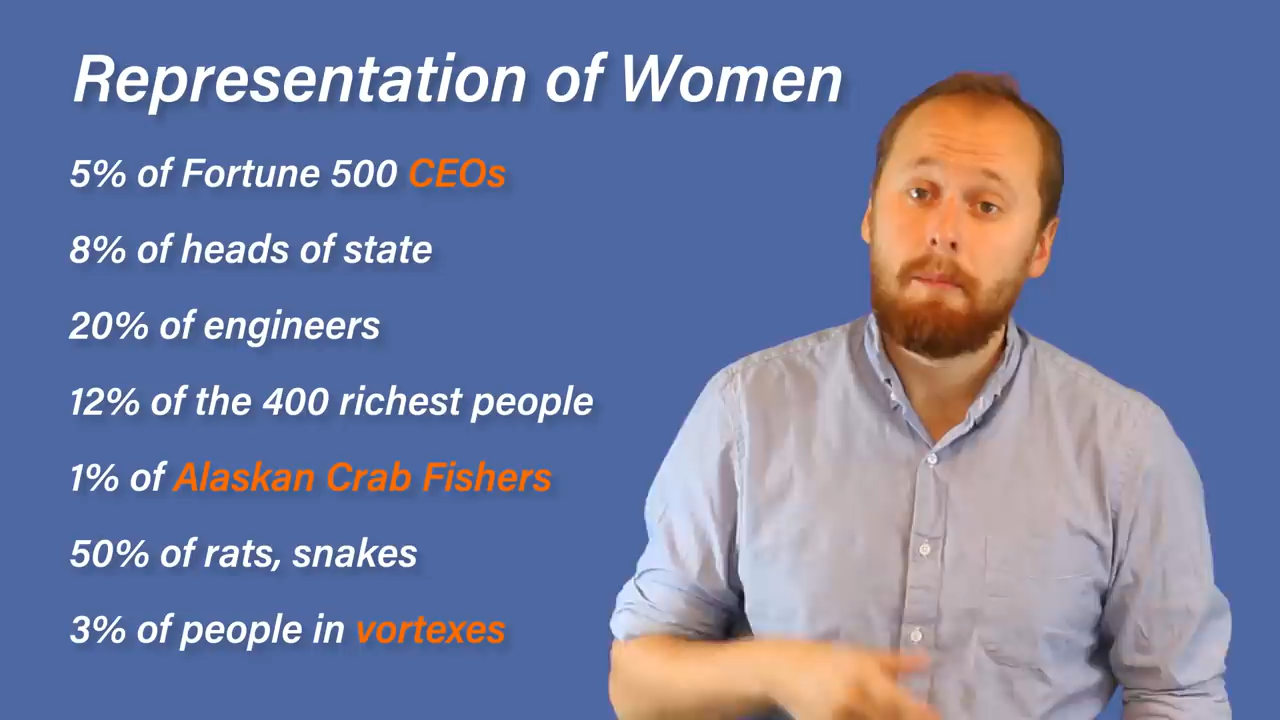 Representation of Women
5% of Fortune 500 CEOs
8% of heads of state
20% of engineers
12% of the 400 richest people
1% of Alaskan Crab Fishers
50% of rats, snakes
3% of people in vortexes